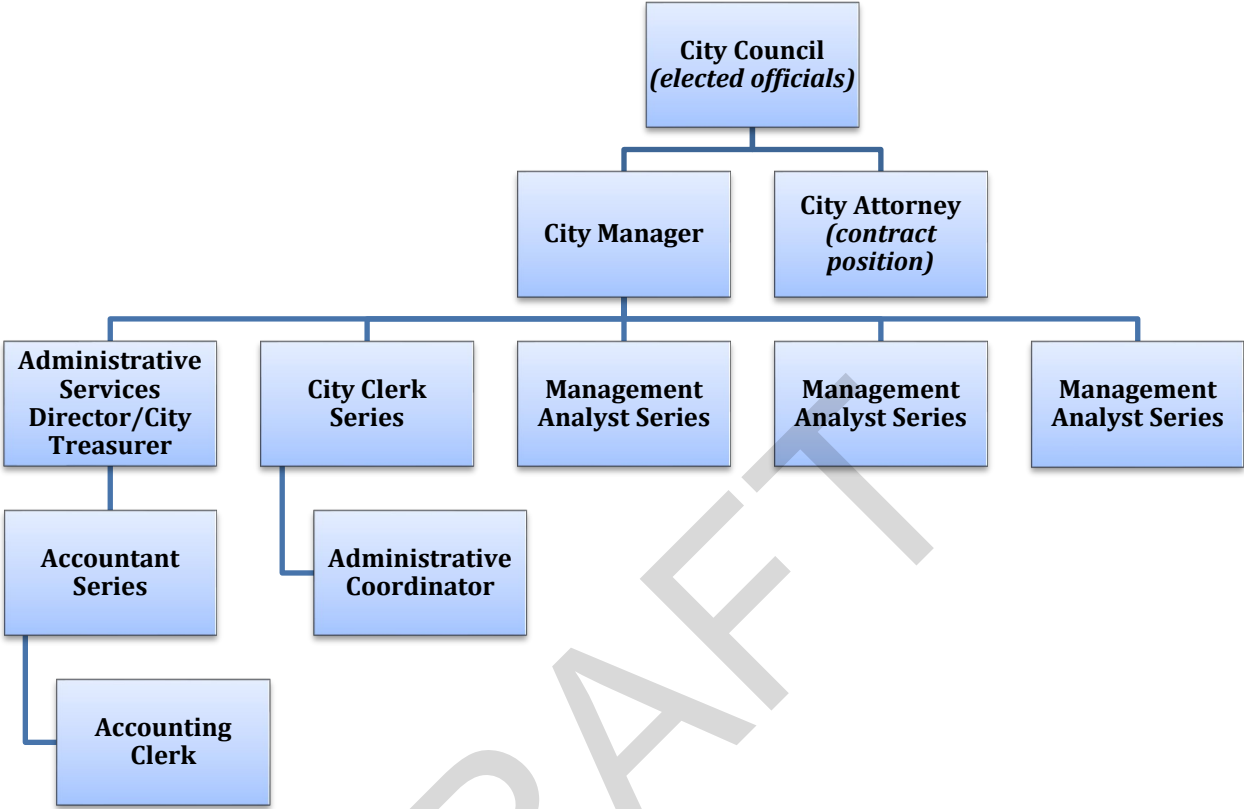 City Council
(elected officials)
City Manager
City Attorney
(contract
position)
Administrative
Services
Director/City
Treasurer
City Clerk
Series
Management
Analyst Series
Management
Analyst Series
Management
Analyst Series
Accountant
Series
Administrative
Coordinator
Accounting
Clerk
RAFT